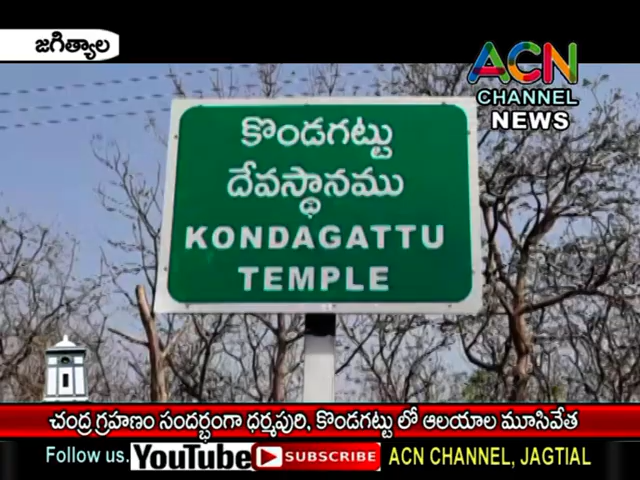 జగిత్యాల
ACN
CHANNEL
NEWS
కొండగట్టు
దేవస్థానము
KONDAGATTU
TEMPLE
చంద్ర గ్రహణం సందర్భంగా ధర్మపురి, కొండగట్టు లో ఆలయాల మూసివేత
Follow us. YouTube SUBSCRIBE ACN CHANNEL, JAGTIAL